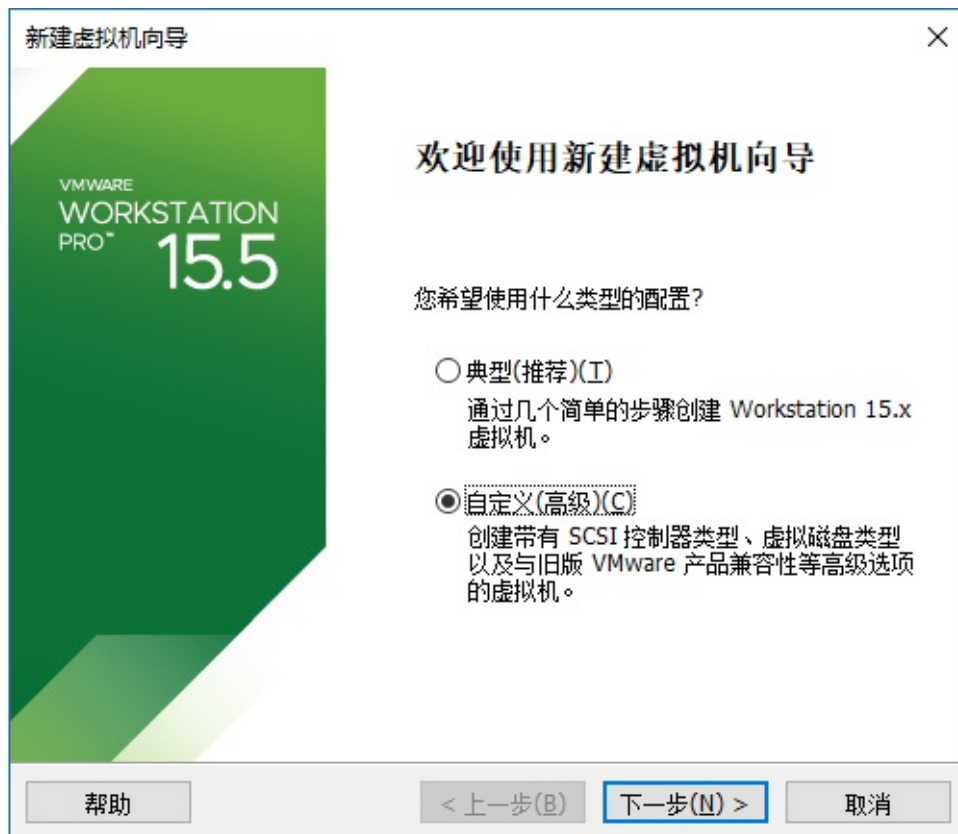 新建虚拟机向导
VMWARE
WORKSTATION
PRO™ 15.5
欢迎使用新建虚拟机向导
您希望使用什么类型的配置?
典型(推荐)(T)
通过几个简单的步骤创建 Workstation 15.x
虚拟机。
自定义(高级)(C)
创建带有 SCSI 控制器类型、虚拟磁盘类型
以及与旧版 VMware 产品兼容性等高级选项
的虚拟机。
帮助
< 上一步(B)
下一步(N) >
取消